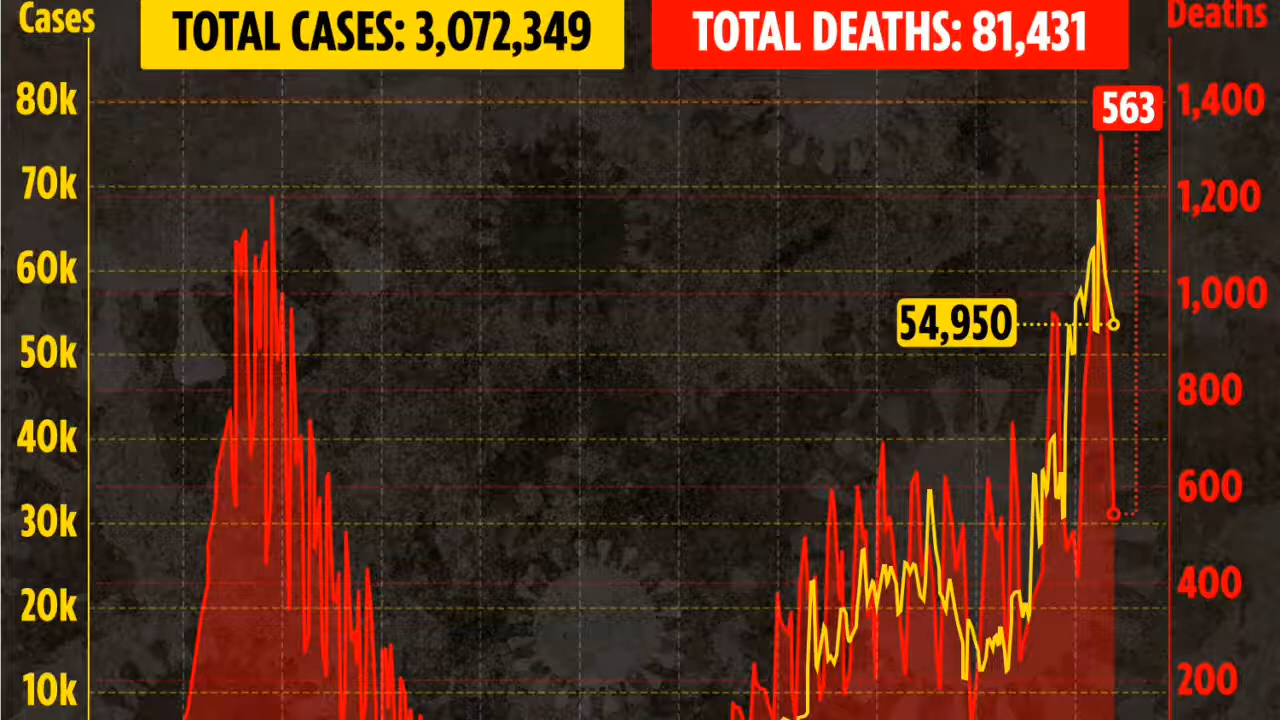 Cases
TOTAL CASES: 3,072,349
TOTAL DEATHS: 81,431
Deaths
80k
70k
60k
50k
40k
30k
20k
10k
563
54,950
1,400
1,200
1,000
800
600
400
200